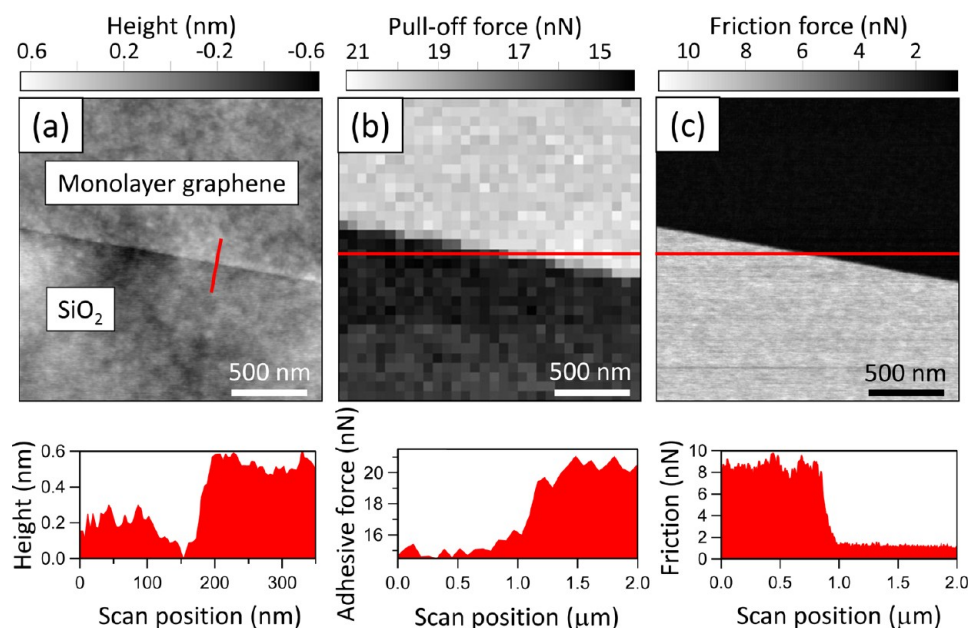 Height (nm)
0.6 0.2 -0.2 -0.6
Pull-off force (nN)
21 19 17 15
Friction force (nN)
10 8 6 4 2
(a)
Monolayer graphene
SiO₂
500 nm
(b)
500 nm
(c)
500 nm
Height (nm)
0.6
0.4
0.2
0.0
0 100 200 300
Scan position (nm)
Adhesive force (nN)
20
18
16
0.0 0.5 1.0 1.5 2.0
Scan position (μm)
Friction (nN)
10
8
6
4
2
0
0.0 0.5 1.0 1.5 2.0
Scan position (μm)